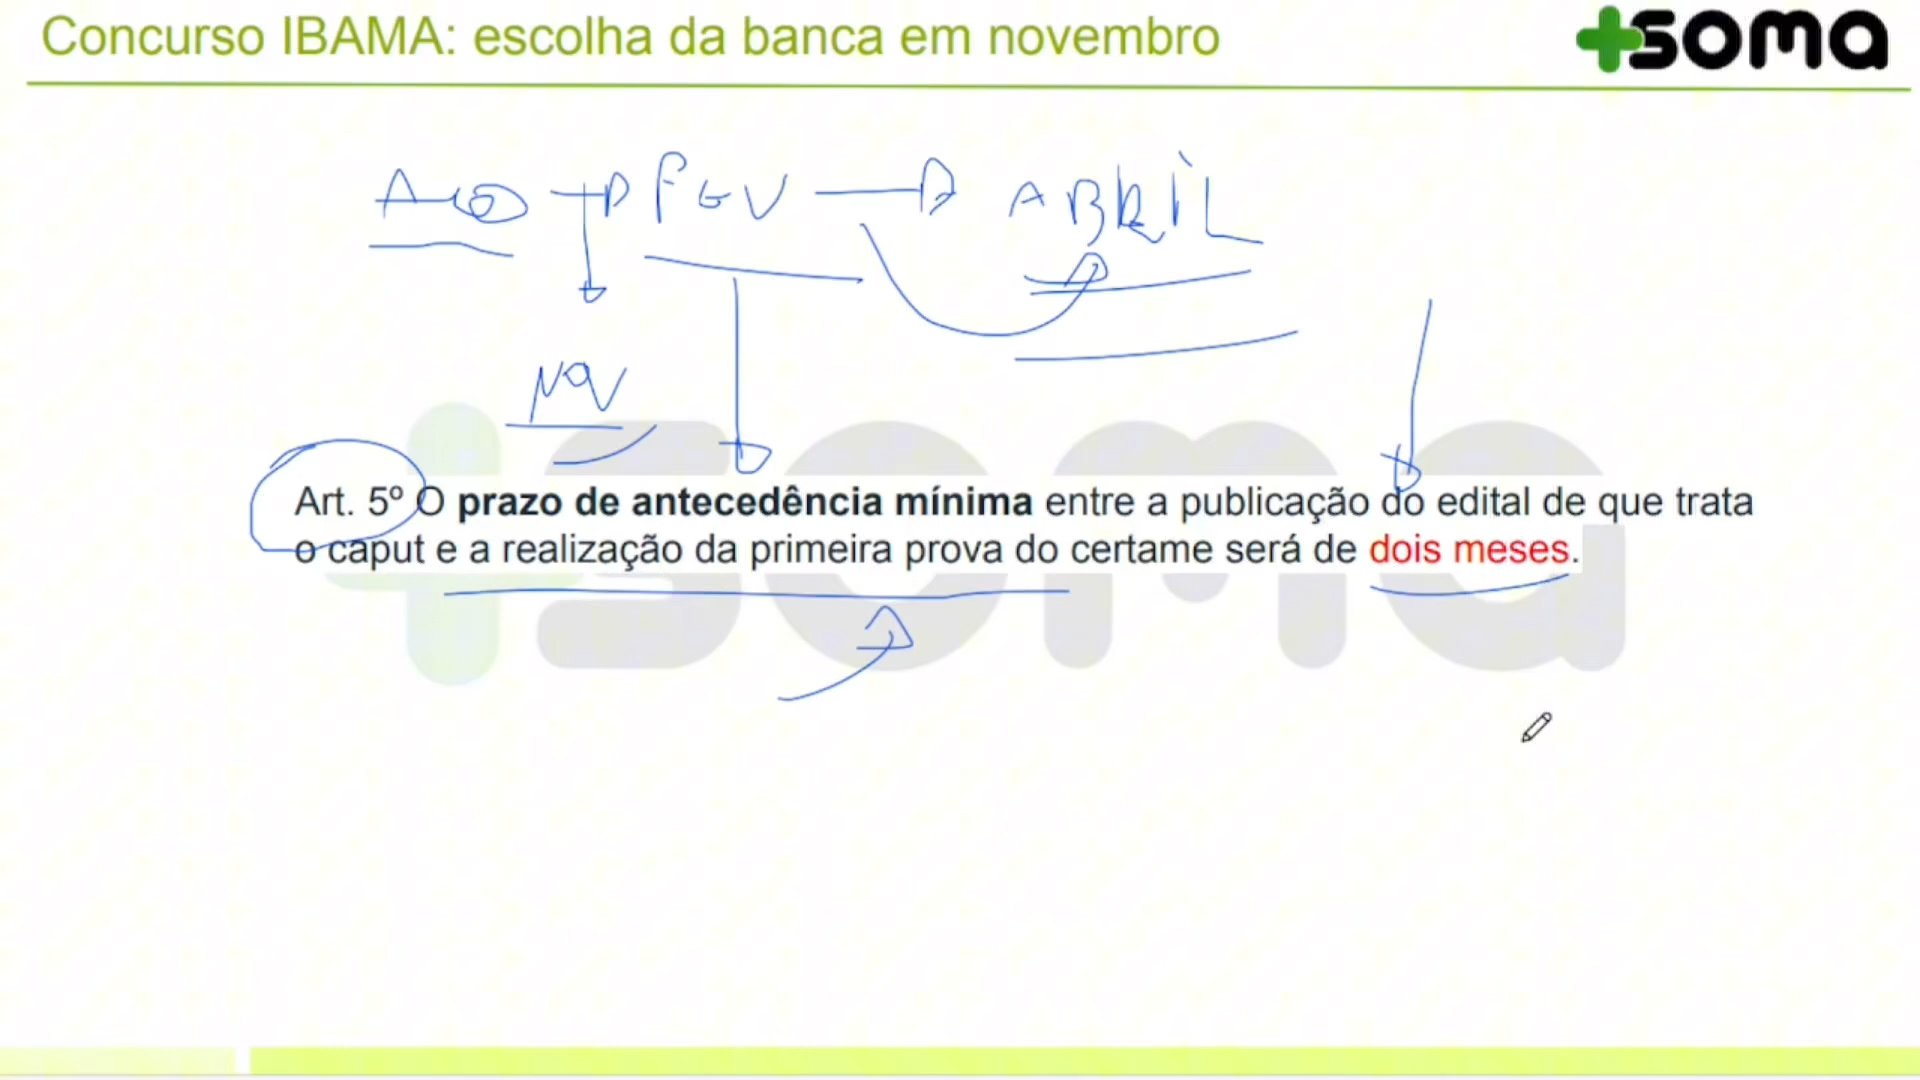 Concurso IBAMA: escolha da banca em novembro
+soma
FGV ABRIL
NOV
+soma
Art. 5º O prazo de antecedência mínima entre a publicação do edital de que trata
o caput e a realização da primeira prova do certame será de dois meses.